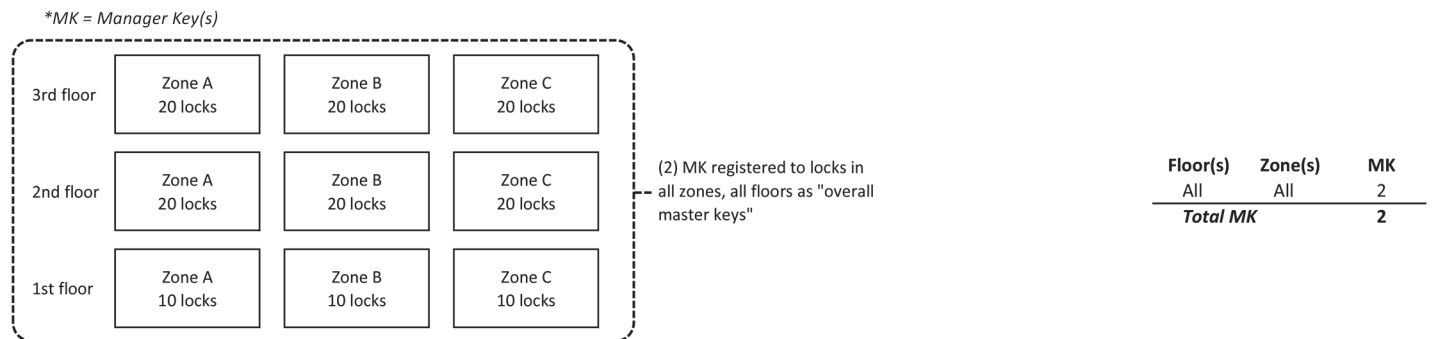 *MK = Manager Key(s)
3rd floor
Zone A
20 locks
Zone B
20 locks
Zone C
20 locks
2nd floor
Zone A
20 locks
Zone B
20 locks
Zone C
20 locks
1st floor
Zone A
10 locks
Zone B
10 locks
Zone C
10 locks
(2) MK registered to locks in
all zones, all floors as "overall
master keys"
Floor(s) Zone(s) MK
All All 2
Total MK 2